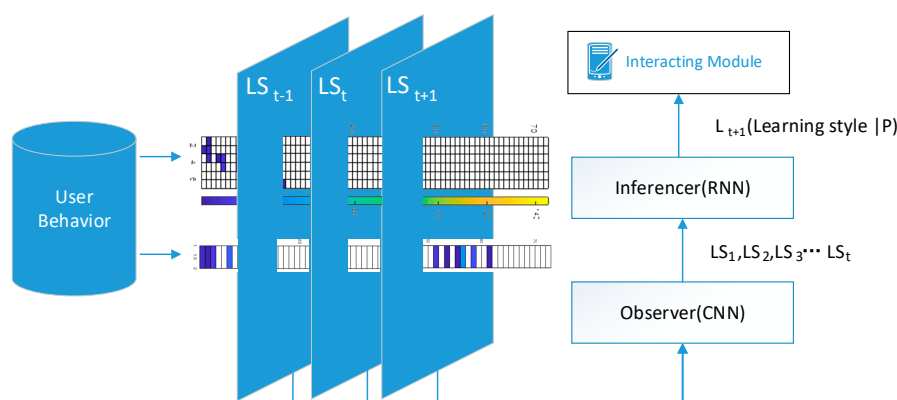 LS t-1
LS t
LS t+1
User
Behavior
Interacting Module
L t+1(Learning style |P)
Inferencer(RNN)
LS1,LS2,LS3··· LSt
Observer(CNN)
70